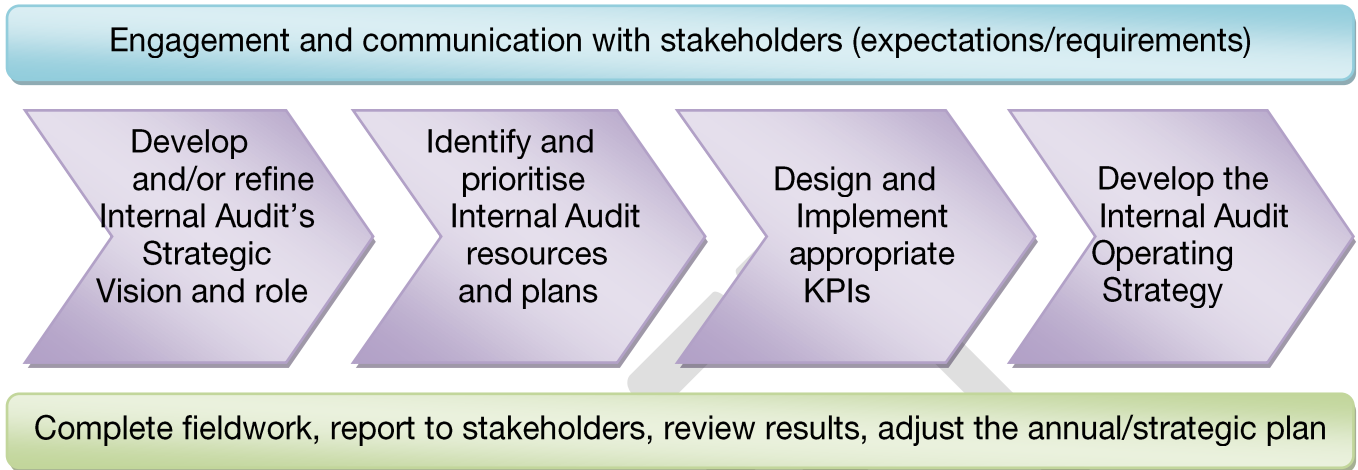 Engagement and communication with stakeholders (expectations/requirements)
Develop
and/or refine
Internal Audit's
Strategic
Vision and role
Identify and
prioritise
Internal Audit
resources
and plans
Design and
Implement
appropriate
KPIs
Develop the
Internal Audit
Operating
Strategy
Complete fieldwork, report to stakeholders, review results, adjust the annual/strategic plan